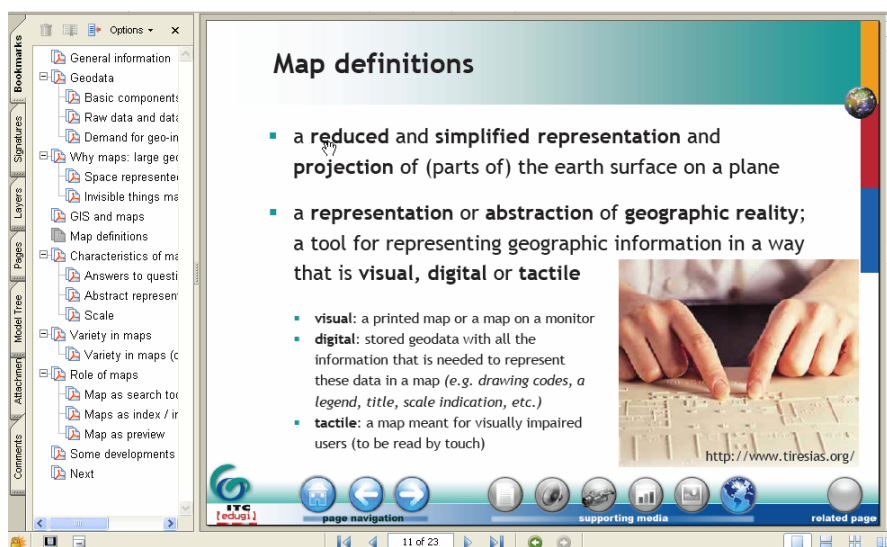 Options
Bookmarks
Signatures
Layers
Pages
Model Tree
Attachmen
Comments
General information
Geodata
Basic components
Raw data and data
Demand for geo-in
Why maps: large geo
Space represente
Invisible things ma
GIS and maps
Map definitions
Characteristics of ma
Answers to questi
Abstract represen
Scale
Variety in maps
Variety in maps (c
Role of maps
Map as search too
Maps as index / ir
Map as preview
Some developments
Next
Map definitions
a reduced and simplified representation and
projection of (parts of) the earth surface on a plane
a representation or abstraction of geographic reality;
a tool for representing geographic information in a way
that is visual, digital or tactile
visual: a printed map or a map on a monitor
digital: stored geodata with all the
information that is needed to represent
these data in a map (e.g. drawing codes, a
legend, title, scale indication, etc.)
tactile: a map meant for visually impaired
users (to be read by touch)
http://www.tiresias.org/
ITC
[edugi]
page navigation
supporting media
related page
11 of 23